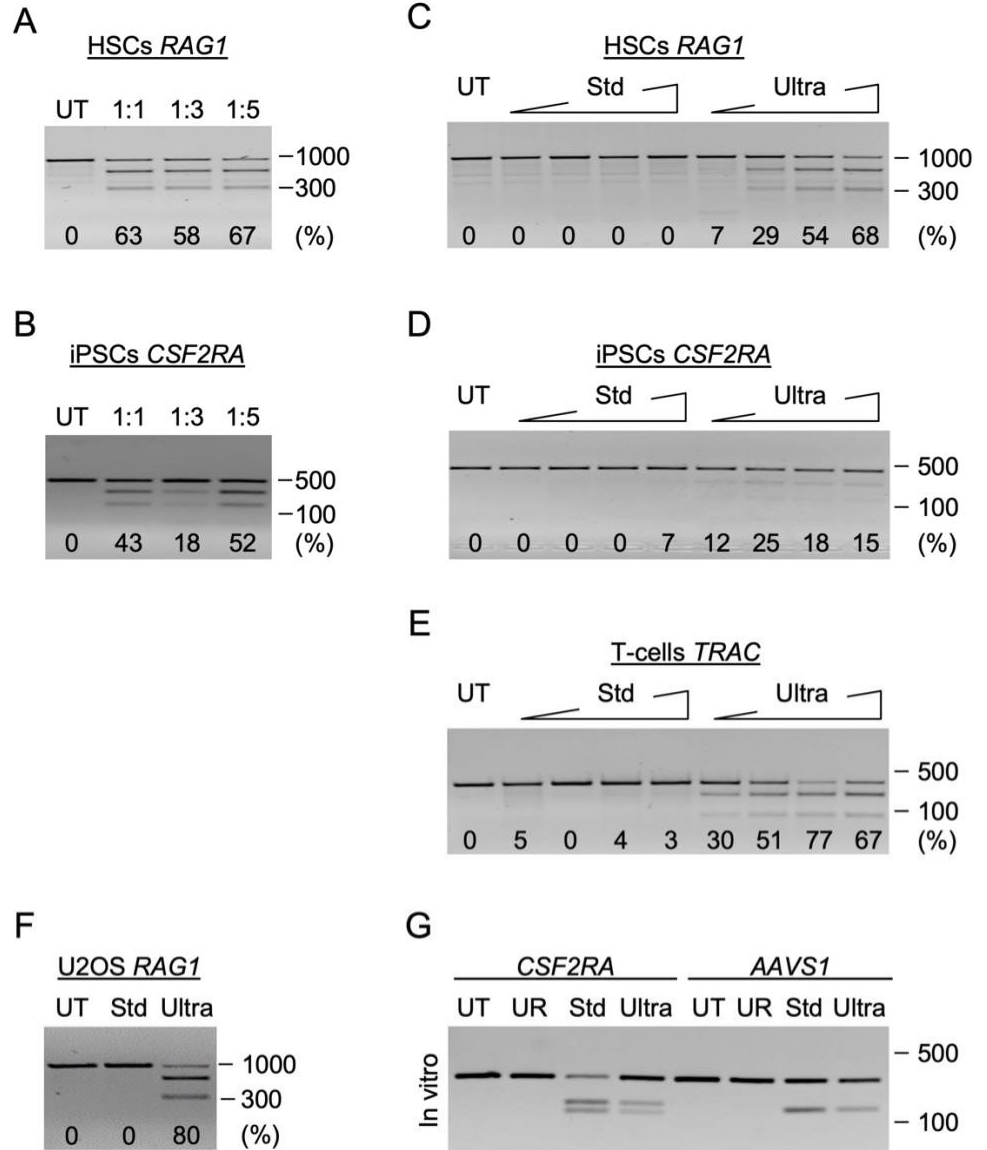 A
HSCs RAG1
UT 1:1 1:3 1:5
1000
300
0 63 58 67 (%)
B
iPSCs CSF2RA
UT 1:1 1:3 1:5
500
100
0 43 18 52 (%)
C
HSCs RAG1
UT Std Ultra
1000
300
0 0 0 0 0 7 29 54 68 (%)
D
iPSCs CSF2RA
UT Std Ultra
500
100
0 0 0 0 7 12 25 18 15 (%)
E
T-cells TRAC
UT Std Ultra
500
100
0 5 0 4 3 30 51 77 67 (%)
F
U2OS RAG1
UT Std Ultra
1000
300
0 0 80 (%)
G
CSF2RA AAVS1
UT UR Std Ultra UT UR Std Ultra
In vitro
500
100